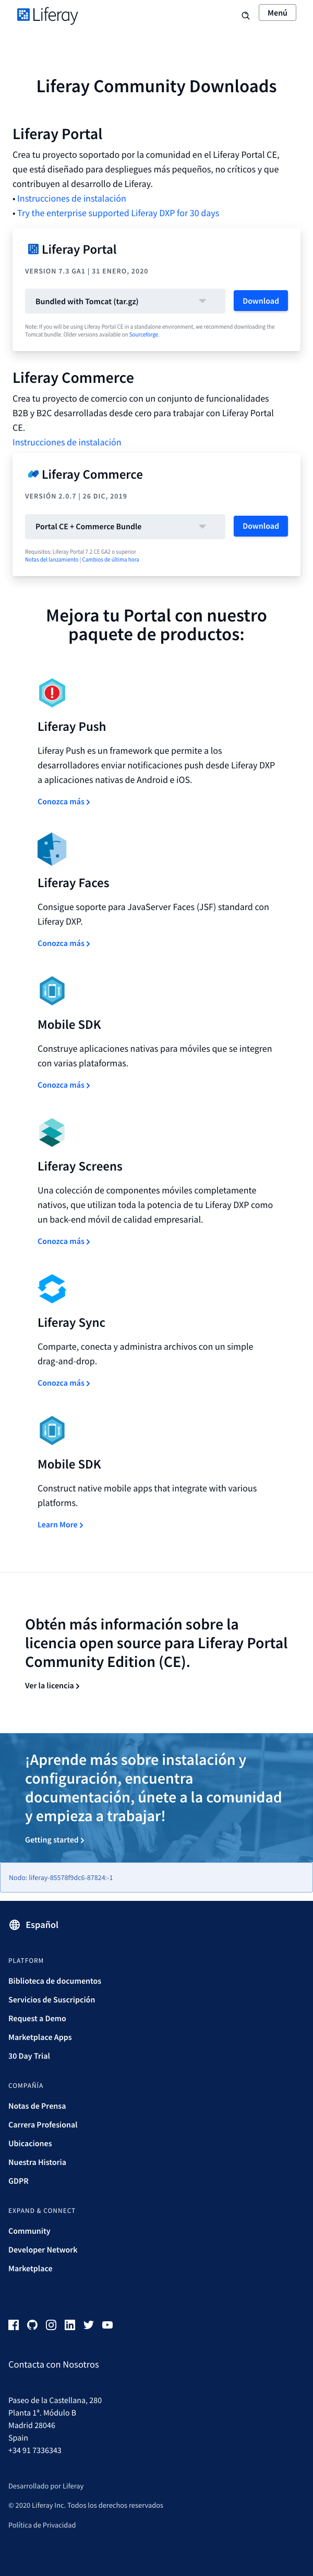 Liferay
Menú
Liferay Community Downloads
Liferay Portal
Crea tu proyecto soportado por la comunidad en el Liferay Portal CE,
que está diseñado para despliegues más pequeños, no críticos y que
contribuyen al desarrollo de Liferay.
• Instrucciones de instalación
• Try the enterprise supported Liferay DXP for 30 days
Liferay Portal
VERSION 7.3 GA1 | 31 ENERO, 2020
Bundled with Tomcat (tar.gz)
Download
Note: If you will be using Liferay Portal CE in a standalone environment, we recommend downloading the
Tomcat bundle. Older versions available on Sourceforge.
Liferay Commerce
Crea tu proyecto de comercio con un conjunto de funcionalidades
B2B y B2C desarrolladas desde cero para trabajar con Liferay Portal
CE.
Instrucciones de instalación
Liferay Commerce
VERSIÓN 2.0.7 | 26 DIC, 2019
Portal CE + Commerce Bundle
Download
Requisitos: Liferay Portal 7.2 CE GA2 o superior
Notas del lanzamiento | Cambios de última hora
Mejora tu Portal con nuestro
paquete de productos:
Liferay Push
Liferay Push es un framework que permite a los
desarrolladores enviar notificaciones push desde Liferay DXP
a aplicaciones nativas de Android e iOS.
Conozca más
Liferay Faces
Consigue soporte para JavaServer Faces (JSF) standard con
Liferay DXP.
Conozca más
Mobile SDK
Construye aplicaciones nativas para móviles que se integren
con varias plataformas.
Conozca más
Liferay Screens
Una colección de componentes móviles completamente
nativos, que utilizan toda la potencia de tu Liferay DXP como
un back-end móvil de calidad empresarial.
Conozca más
Liferay Sync
Comparte, conecta y administra archivos con un simple
drag-and-drop.
Conozca más
Mobile SDK
Construct native mobile apps that integrate with various
platforms.
Learn More
Obtén más información sobre la
licencia open source para Liferay Portal
Community Edition (CE).
Ver la licencia
¡Aprende más sobre instalación y
configuración, encuentra
documentación, únete a la comunidad
y empieza a trabajar!
Getting started
Nodo: liferay-85578f9dc6-87824:-1
Español
PLATFORM
Biblioteca de documentos
Servicios de Suscripción
Request a Demo
Marketplace Apps
30 Day Trial
COMPAÑÍA
Notas de Prensa
Carrera Profesional
Ubicaciones
Nuestra Historia
GDPR
EXPAND & CONNECT
Community
Developer Network
Marketplace
Contacta con Nosotros
Paseo de la Castellana, 280
Planta 1ª. Módulo B
Madrid 28046
Spain
+34 91 7336343
Desarrollado por Liferay
© 2020 Liferay Inc. Todos los derechos reservados
Política de Privacidad